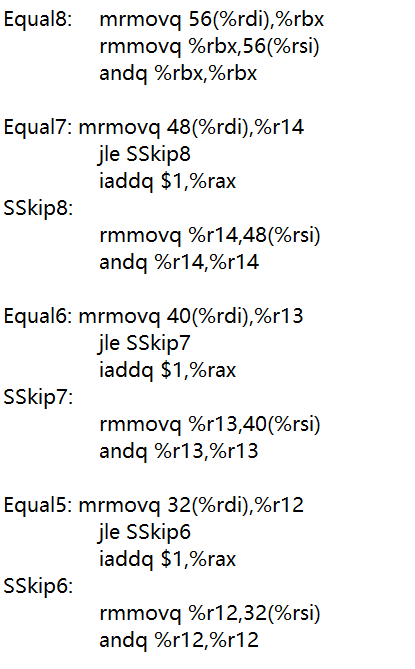 Equal8: mrmovq 56(%rdi),%rbx
rmmovq %rbx,56(%rsi)
andq %rbx,%rbx
Equal7: mrmovq 48(%rdi),%r14
jle SSkip8
iaddq $1,%rax
SSkip8:
rmmovq %r14,48(%rsi)
andq %r14,%r14
Equal6: mrmovq 40(%rdi),%r13
jle SSkip7
iaddq $1,%rax
SSkip7:
rmmovq %r13,40(%rsi)
andq %r13,%r13
Equal5: mrmovq 32(%rdi),%r12
jle SSkip6
iaddq $1,%rax
SSkip6:
rmmovq %r12,32(%rsi)
andq %r12,%r12